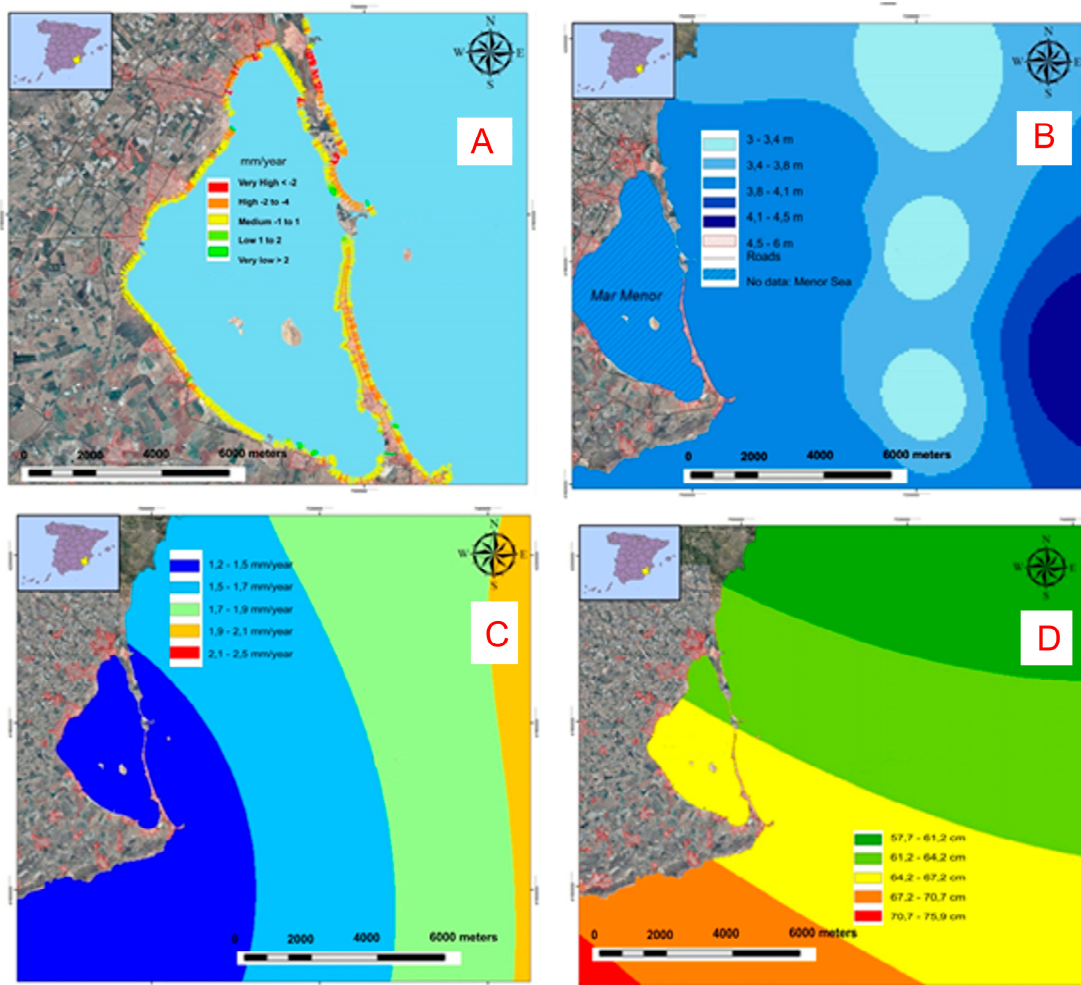 N
W
E
S
A
mm/year
Very High < -2
High -2 to -4
Medium -1 to 1
Low 1 to 2
Very low > 2
0 2000 4000 6000 meters
N
W
E
S
B
3 - 3,4 m
3,4 - 3,8 m
3,8 - 4,1 m
4,1 - 4,5 m
4,5 - 6 m
Roads
No data: Menor Sea
Mar Menor
0 2000 4000 6000 meters
N
W
E
S
1,2 - 1,5 mm/year
1,5 - 1,7 mm/year
1,7 - 1,9 mm/year
1,9 - 2,1 mm/year
2,1 - 2,5 mm/year
C
0 2000 4000 6000 meters
N
W
E
S
D
57,7 - 61,2 cm
61,2 - 64,2 cm
64,2 - 67,2 cm
67,2 - 70,7 cm
70,7 - 75,9 cm
0 2000 4000 6000 meters